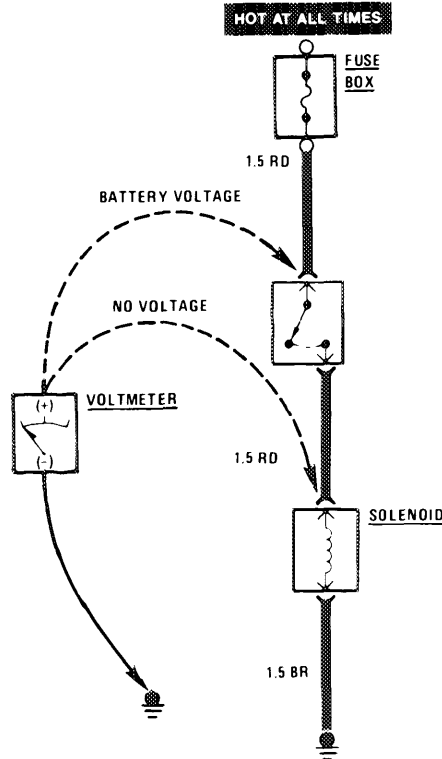 HOT AT ALL TIMES
FUSE
BOX
1.5 RD
BATTERY VOLTAGE
NO VOLTAGE
VOLTMETER
(+)
(-)
1.5 RD
SOLENOID
1.5 BR